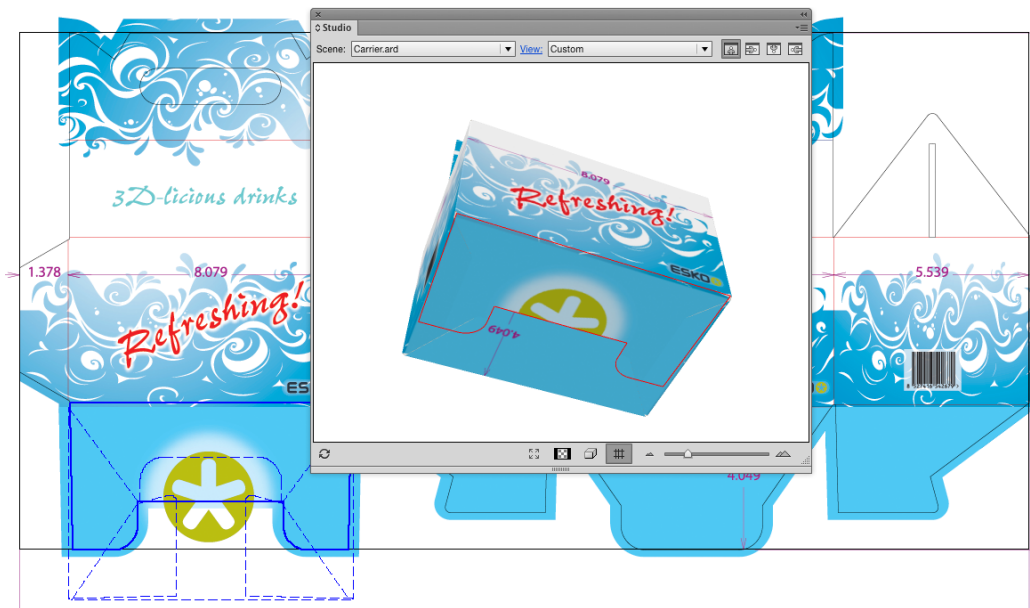 Studio
Scene: Carrier.ard View: Custom
8.079
Refreshing!
ESKO
4.049
3D-licious drinks
1.378
8.079
5.539
Refreshing!
ES
4.049